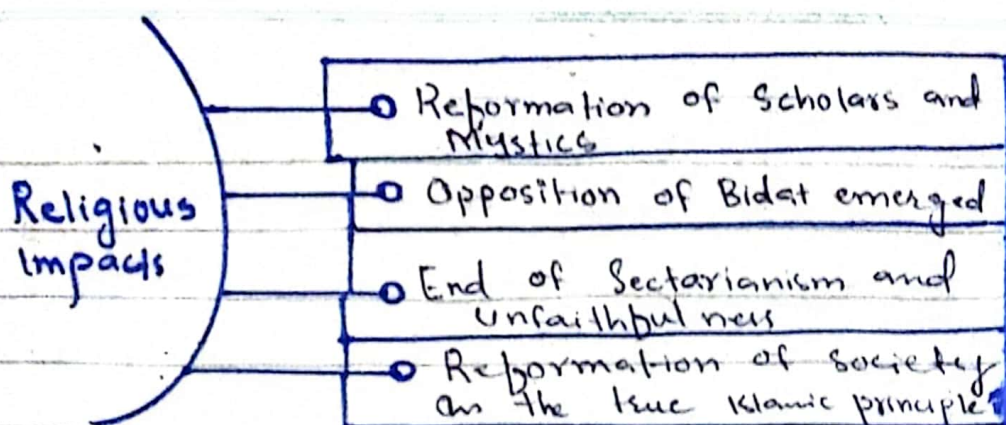 Religious
Impacts
Reformation of Scholars and
Mystics
Opposition of Bidat emerged
End of Sectarianism and
unfaithfulness
Reformation of society
on the true Islamic principles